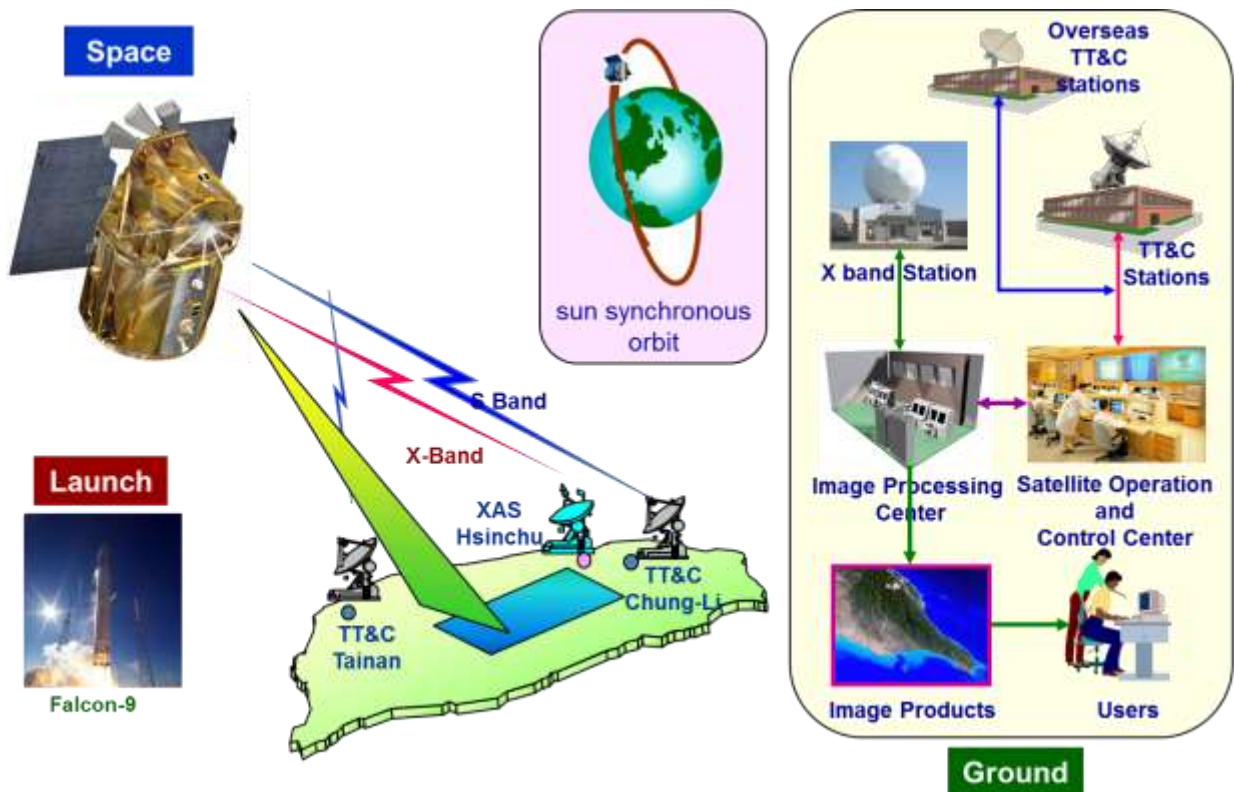 Space
Launch
Falcon-9
S Band
X-Band
XAS
Hsinchu
TT&C
Chung-Li
TT&C
Tainan
sun synchronous
orbit
Overseas
TT&C
stations
X band Station
TT&C
Stations
Image Processing
Center
Satellite Operation
and
Control Center
Image Products
Users
Ground